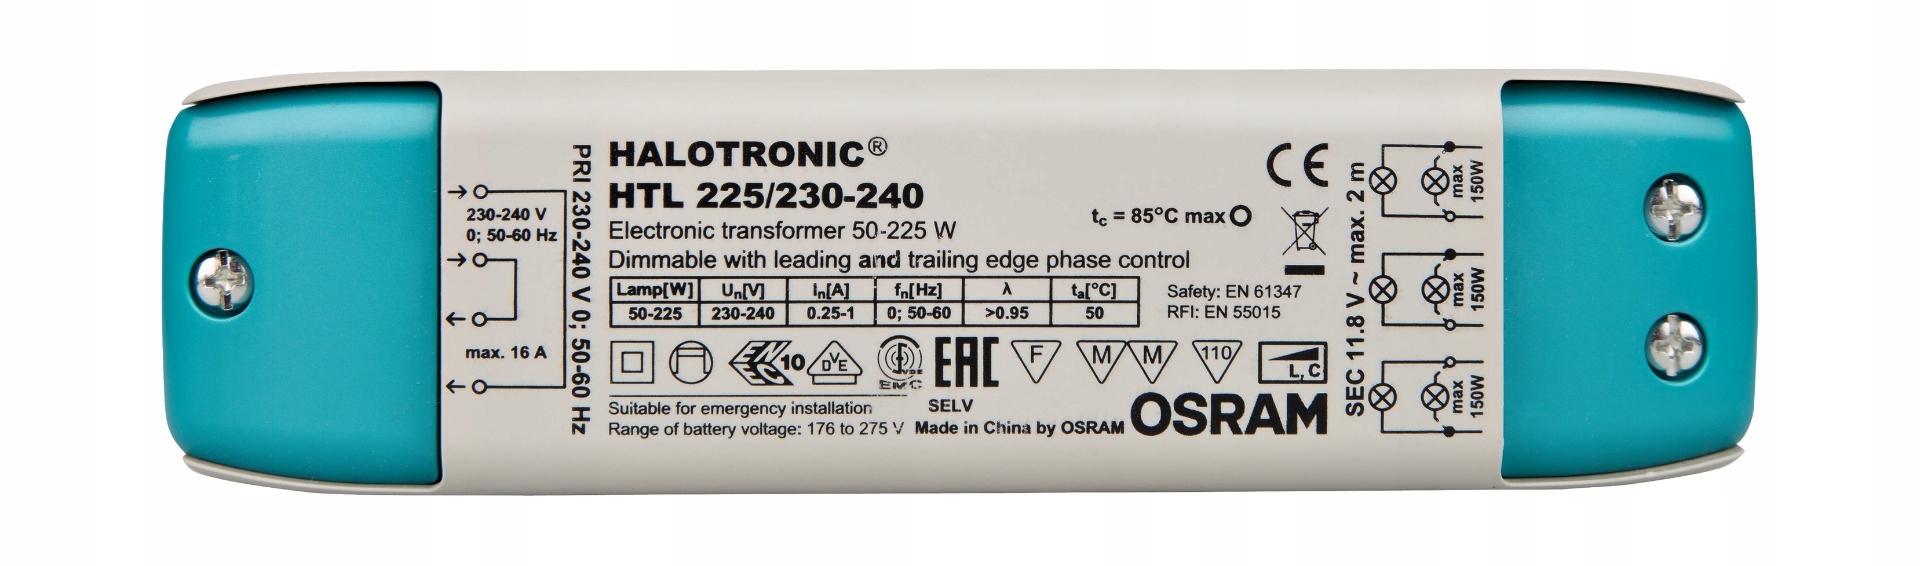 PRI 230-240 V 0; 50-60 Hz
230-240 V
0; 50-60 Hz
max. 16 A
HALOTRONIC®
HTL 225/230-240
Electronic transformer 50-225 W
Dimmable with leading and trailing edge phase control
tc = 85°C max
Lamp[W] Un[V] In[A] fn[Hz] λ ta[°C]
50-225 230-240 0.25-1 0; 50-60 >0.95 50
Safety: EN 61347
RFI: EN 55015
ENEC 10 VDE VDE EMC EAC F M M 110 L, C
Suitable for emergency installation
SELV
Range of battery voltage: 176 to 275 V Made in China by OSRAM
OSRAM
CE
SEC 11.8 V ~ max. 2 m
max 150W
max 150W
max 150W